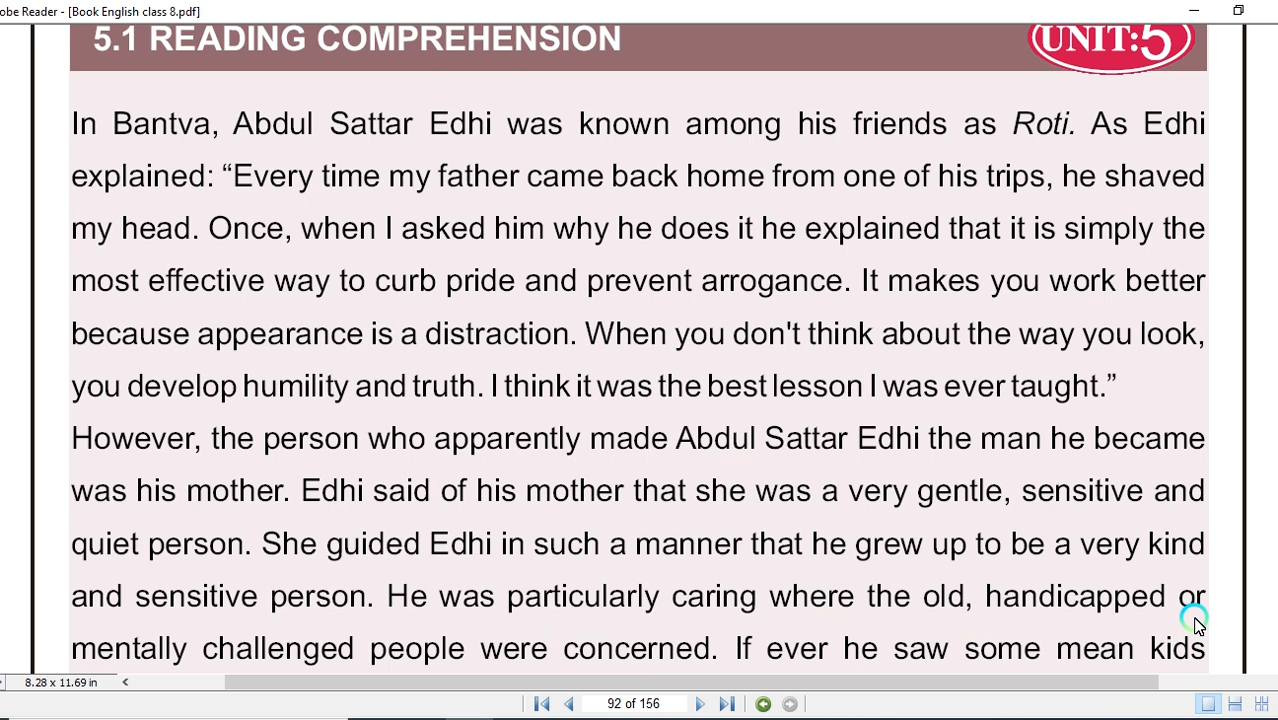 obe Reader - [Book English class 8.pdf]
5.1 READING COMPREHENSION
UNIT:5
In Bantva, Abdul Sattar Edhi was known among his friends as Roti. As Edhi
explained: “Every time my father came back home from one of his trips, he shaved
my head. Once, when I asked him why he does it he explained that it is simply the
most effective way to curb pride and prevent arrogance. It makes you work better
because appearance is a distraction. When you don't think about the way you look,
you develop humility and truth. I think it was the best lesson I was ever taught.”
However, the person who apparently made Abdul Sattar Edhi the man he became
was his mother. Edhi said of his mother that she was a very gentle, sensitive and
quiet person. She guided Edhi in such a manner that he grew up to be a very kind
and sensitive person. He was particularly caring where the old, handicapped or
mentally challenged people were concerned. If ever he saw some mean kids
8.28 x 11.69 in
92 of 156